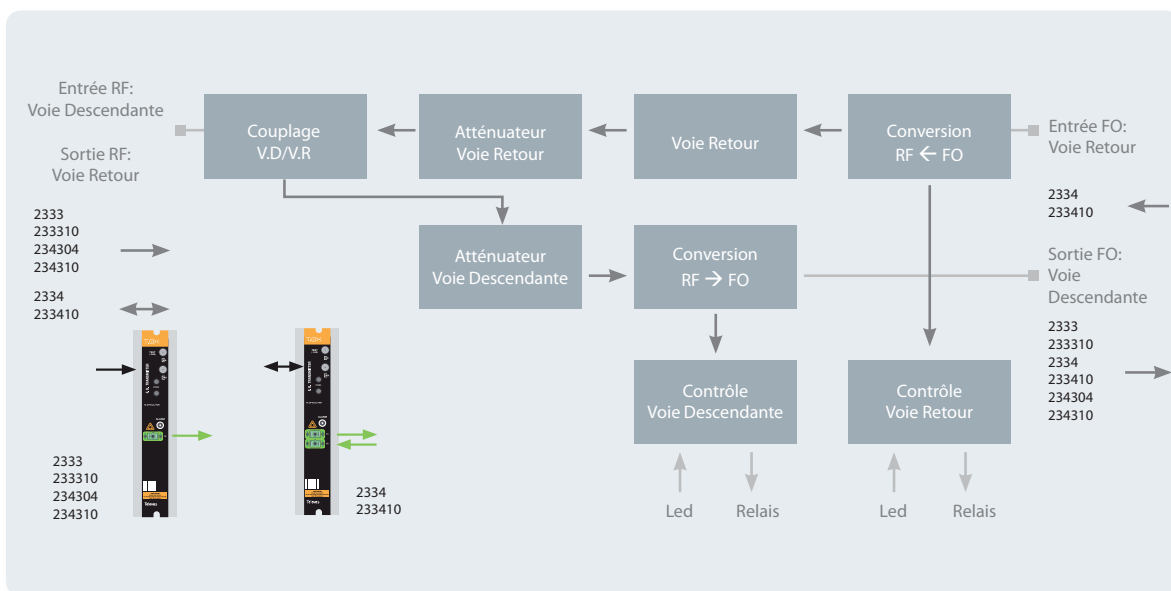 Entrée RF:
Voie Descendante
Sortie RF:
Voie Retour
2333
233310
234304
234310
2334
233410
Couplage
V.D/V.R
Atténuateur
Voie Retour
Voie Retour
Conversion
RF ← FO
Entrée FO:
Voie Retour
2334
233410
Atténuateur
Voie Descendante
Conversion
RF → FO
Sortie FO:
Voie
Descendante
2333
233310
2334
233410
234304
234310
Contrôle
Voie Descendante
Contrôle
Voie Retour
Led
Relais
Led
Relais
2333
233310
234304
234310
Televes
2334
233410
Televes